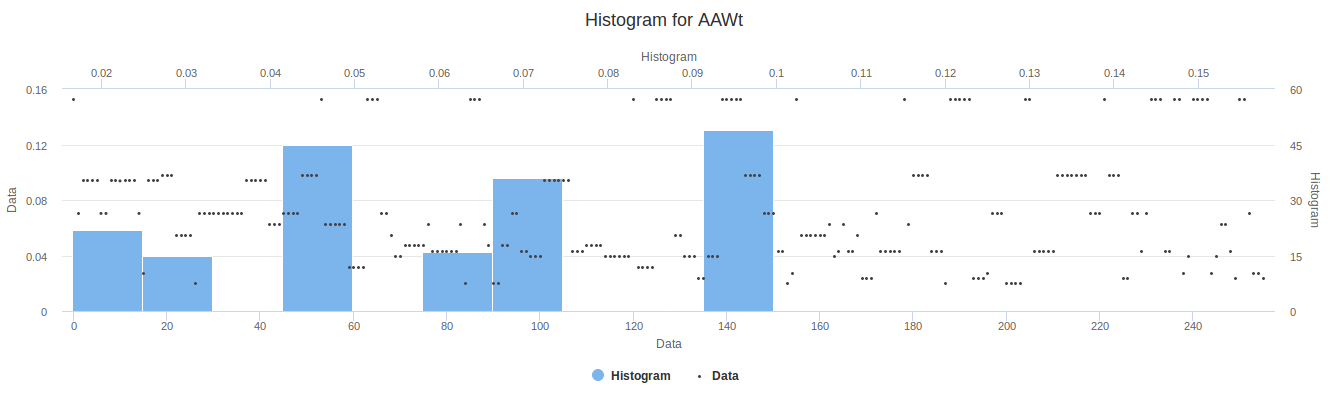 Histogram for AAWt
Histogram
0.02 0.03 0.04 0.05 0.06 0.07 0.08 0.09 0.1 0.11 0.12 0.13 0.14 0.15
0.16 60
0.12 45
0.08 30
Data Histogram
0.04 15
0 0
0 20 40 60 80 100 120 140 160 180 200 220 240
Data
Histogram Data